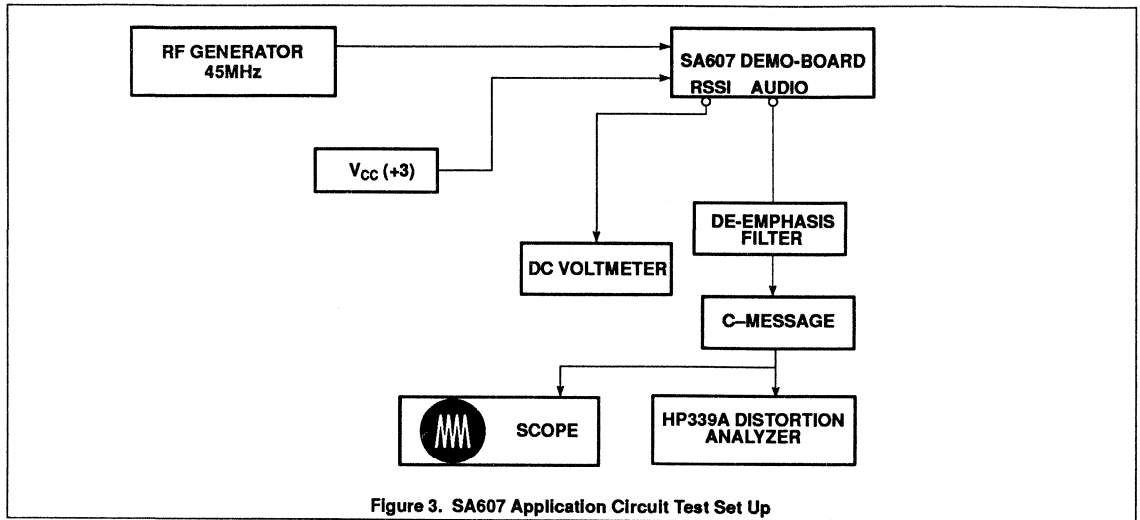 RF GENERATOR
45MHz
SA607 DEMO-BOARD
RSSI AUDIO
VCC (+3)
DE-EMPHASIS
FILTER
DC VOLTMETER
C–MESSAGE
SCOPE
HP339A DISTORTION
ANALYZER
Figure 3. SA607 Application Circuit Test Set Up